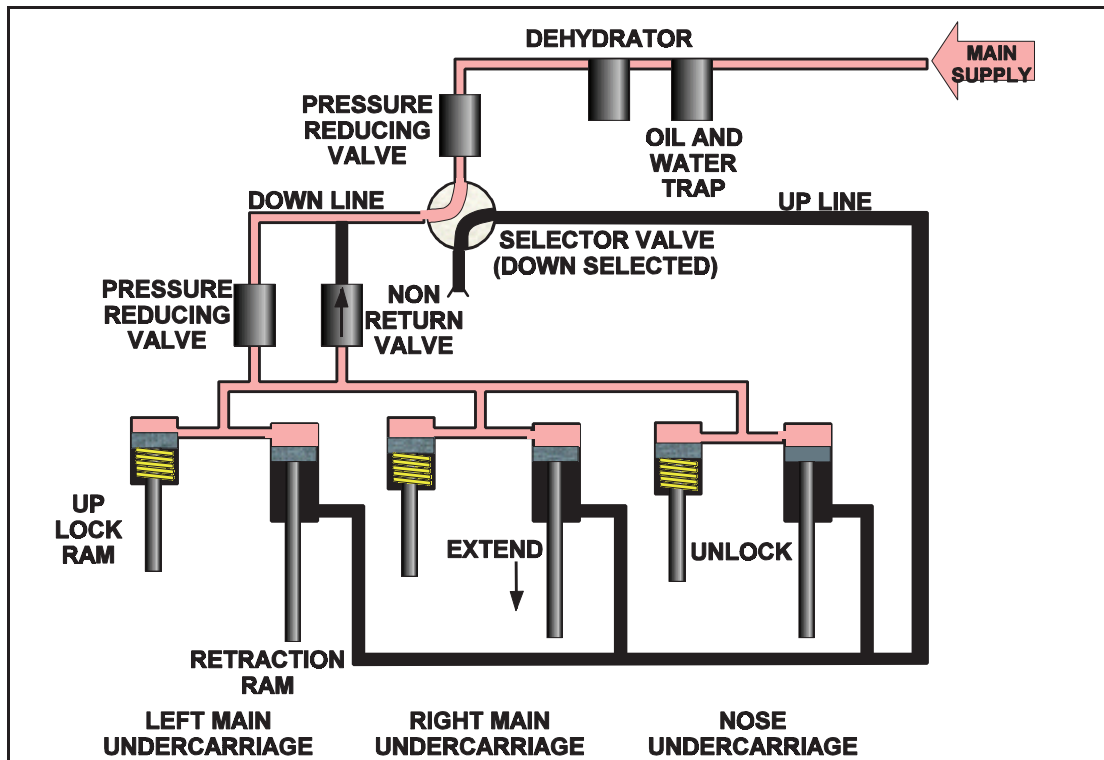 DEHYDRATOR
MAIN
SUPPLY
PRESSURE
REDUCING
VALVE
OIL AND
WATER
TRAP
DOWN LINE
UP LINE
SELECTOR VALVE
(DOWN SELECTED)
PRESSURE
REDUCING
VALVE
NON
RETURN
VALVE
UP
LOCK
RAM
EXTEND
UNLOCK
RETRACTION
RAM
LEFT MAIN
UNDERCARRIAGE
RIGHT MAIN
UNDERCARRIAGE
NOSE
UNDERCARRIAGE